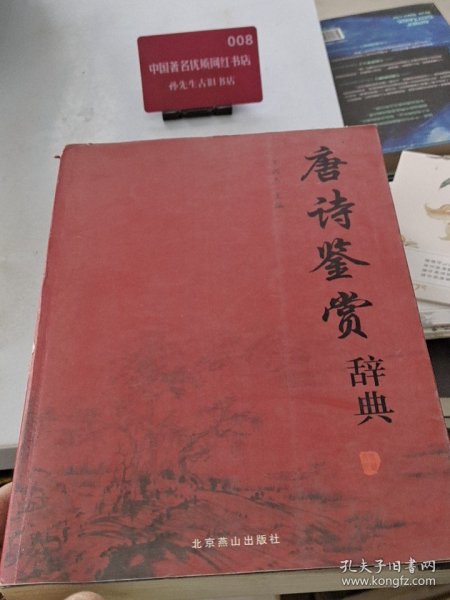 008
中国著名优质网红书店
孙先生古旧书店
唐诗鉴赏
辞典
北京燕山出版社
孔夫子旧书网
www.kongfz.com